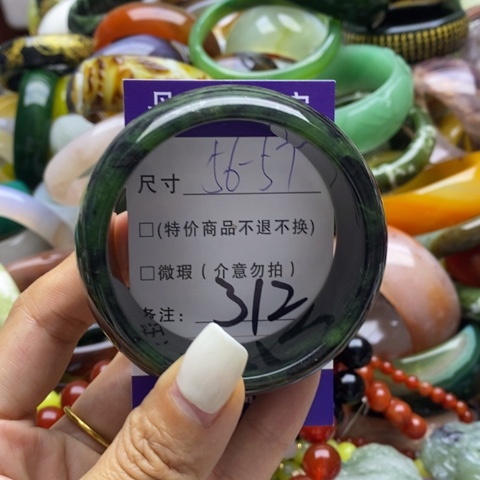 尺寸 56-57
□(特价商品不退不换)
□微瑕(介意勿拍)
备注: 312